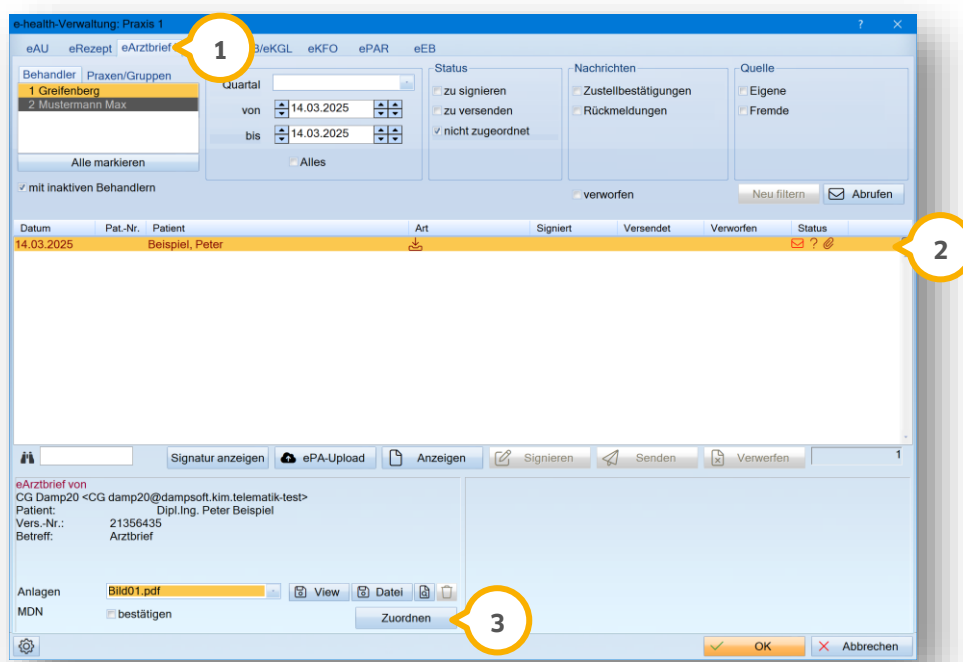 e-health-Verwaltung: Praxis 1 ? ×
eAU eRezept eArztbrief B/eKGL eKFO ePAR eEB
1
Behandler Praxen/Gruppen
1 Greifenberg
2 Mustermann Max
Alle markieren
mit inaktiven Behandlern
Quartal
von 14.03.2025
bis 14.03.2025
Alles
Status
zu signieren
zu versenden
nicht zugeordnet
Nachrichten
Zustellbestätigungen
Rückmeldungen
Quelle
Eigene
Fremde
verworfen Neu filtern Abrufen
Datum Pat.-Nr. Patient Art Signiert Versendet Verworfen Status
14.03.2025 Beispiel, Peter ?
2
Signatur anzeigen ePA-Upload Anzeigen Signieren Senden Verwerfen 1
eArztbrief von
CG Damp20 <CG damp20@dampsoft.kim.telematik-test>
Patient: Dipl.Ing. Peter Beispiel
Vers.-Nr.: 21356435
Betreff: Arztbrief
Anlagen Bild01.pdf View Datei
MDN bestätigen Zuordnen
3
OK Abbrechen